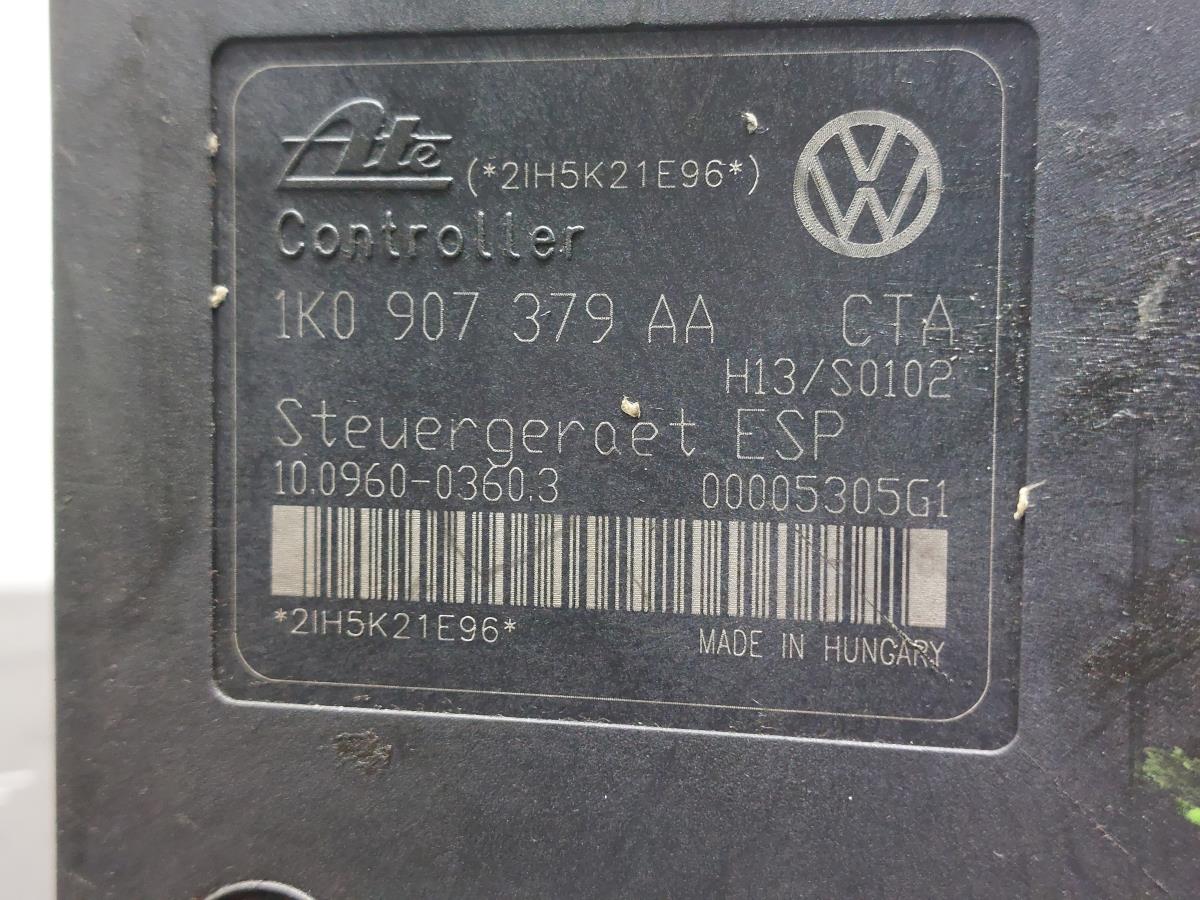 Ate (*2IH5K21E96*)
Controller
1K0 907 379 AA CTA
H13/S0102
Steuergeraet ESP
10.0960-0360.3 00005305G1
*2IH5K21E96*
MADE IN HUNGARY